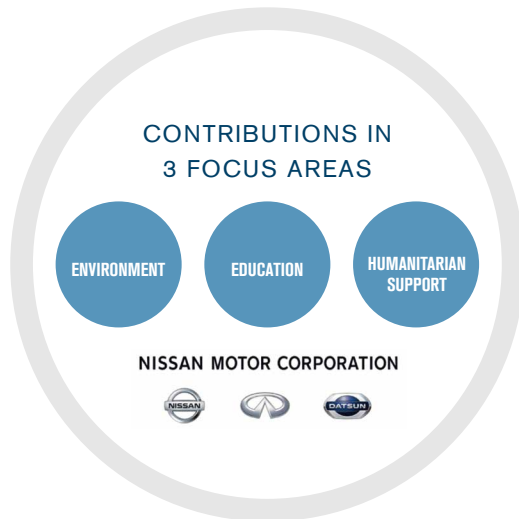 CONTRIBUTIONS IN
3 FOCUS AREAS
ENVIRONMENT
EDUCATION
HUMANITARIAN
SUPPORT
NISSAN MOTOR CORPORATION
NISSAN
DATSUN